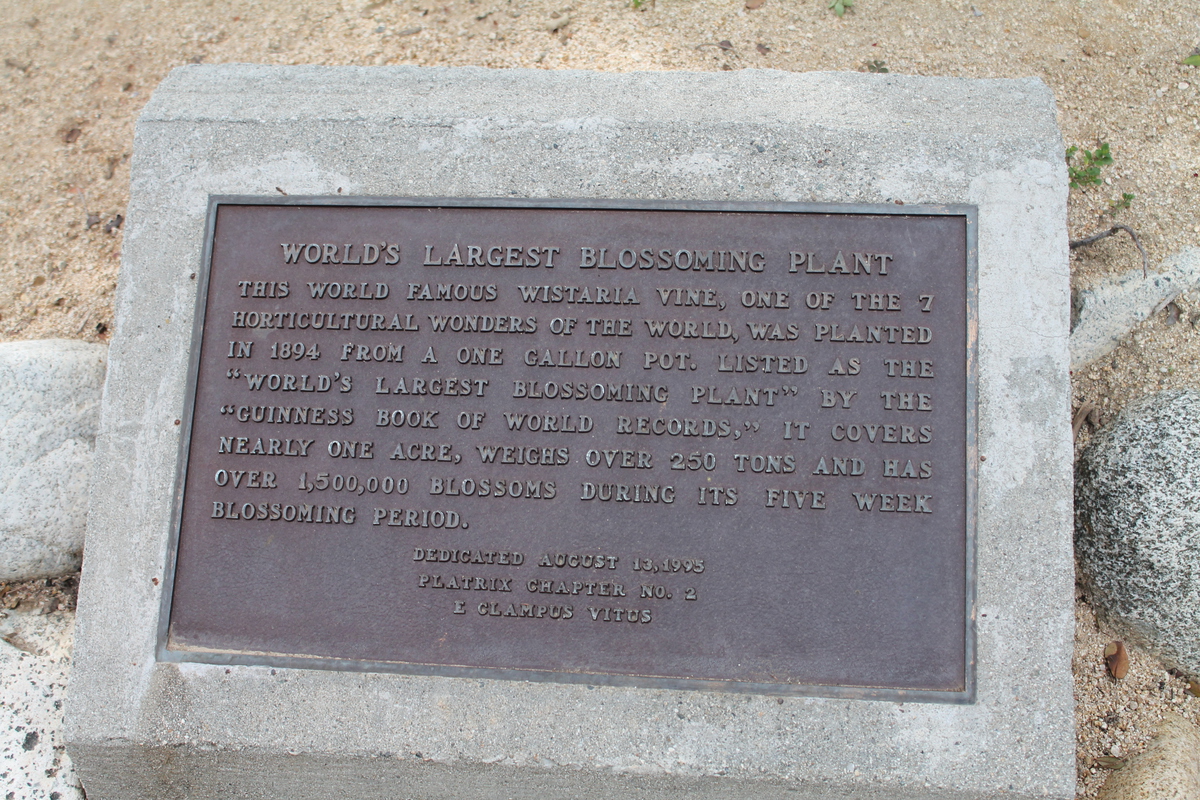 WORLD'S LARGEST BLOSSOMING PLANT
THIS WORLD FAMOUS WISTARIA VINE, ONE OF THE 7
HORTICULTURAL WONDERS OF THE WORLD, WAS PLANTED
IN 1894 FROM A ONE GALLON POT. LISTED AS THE
"WORLD'S LARGEST BLOSSOMING PLANT" BY THE
"GUINNESS BOOK OF WORLD RECORDS," IT COVERS
NEARLY ONE ACRE, WEIGHS OVER 250 TONS AND HAS
OVER 1,500,000 BLOSSOMS DURING ITS FIVE WEEK
BLOSSOMING PERIOD.
DEDICATED AUGUST 13, 1995
PLATRIX CHAPTER NO. 2
E CLAMPUS VITUS